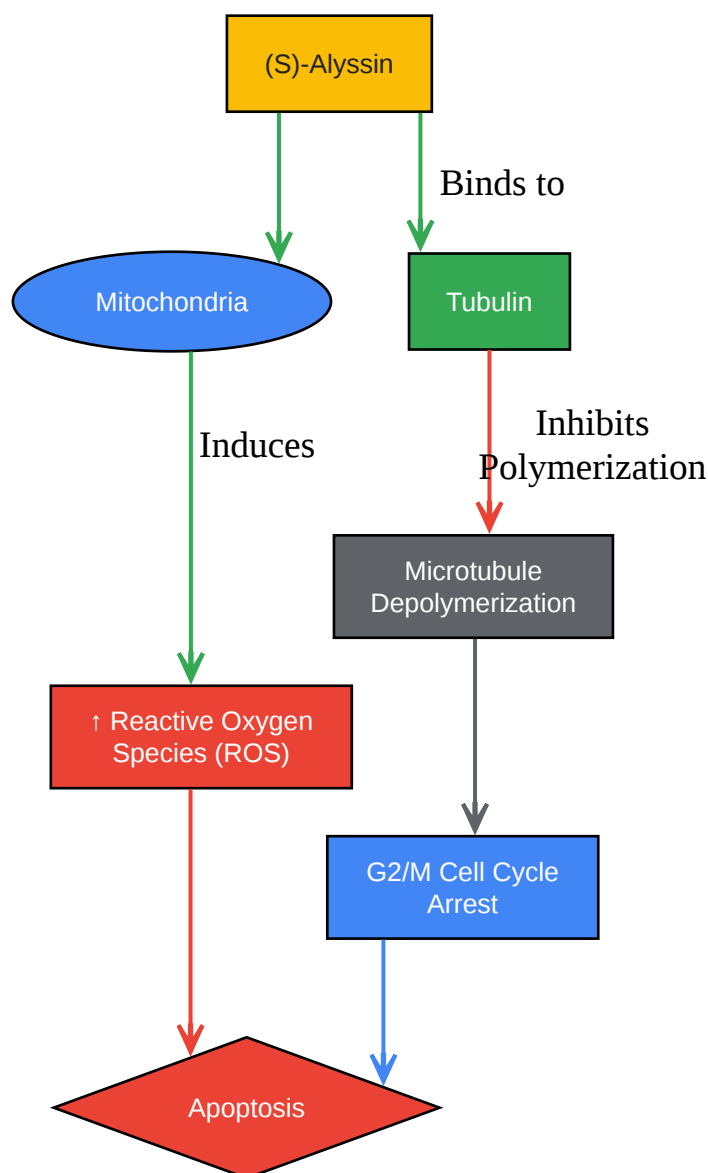 (S)-Alyssin
Binds to
Mitochondria
Tubulin
Induces
Inhibits
Polymerization
Microtubule
Depolymerization
↑ Reactive Oxygen
Species (ROS)
G2/M Cell Cycle
Arrest
Apoptosis